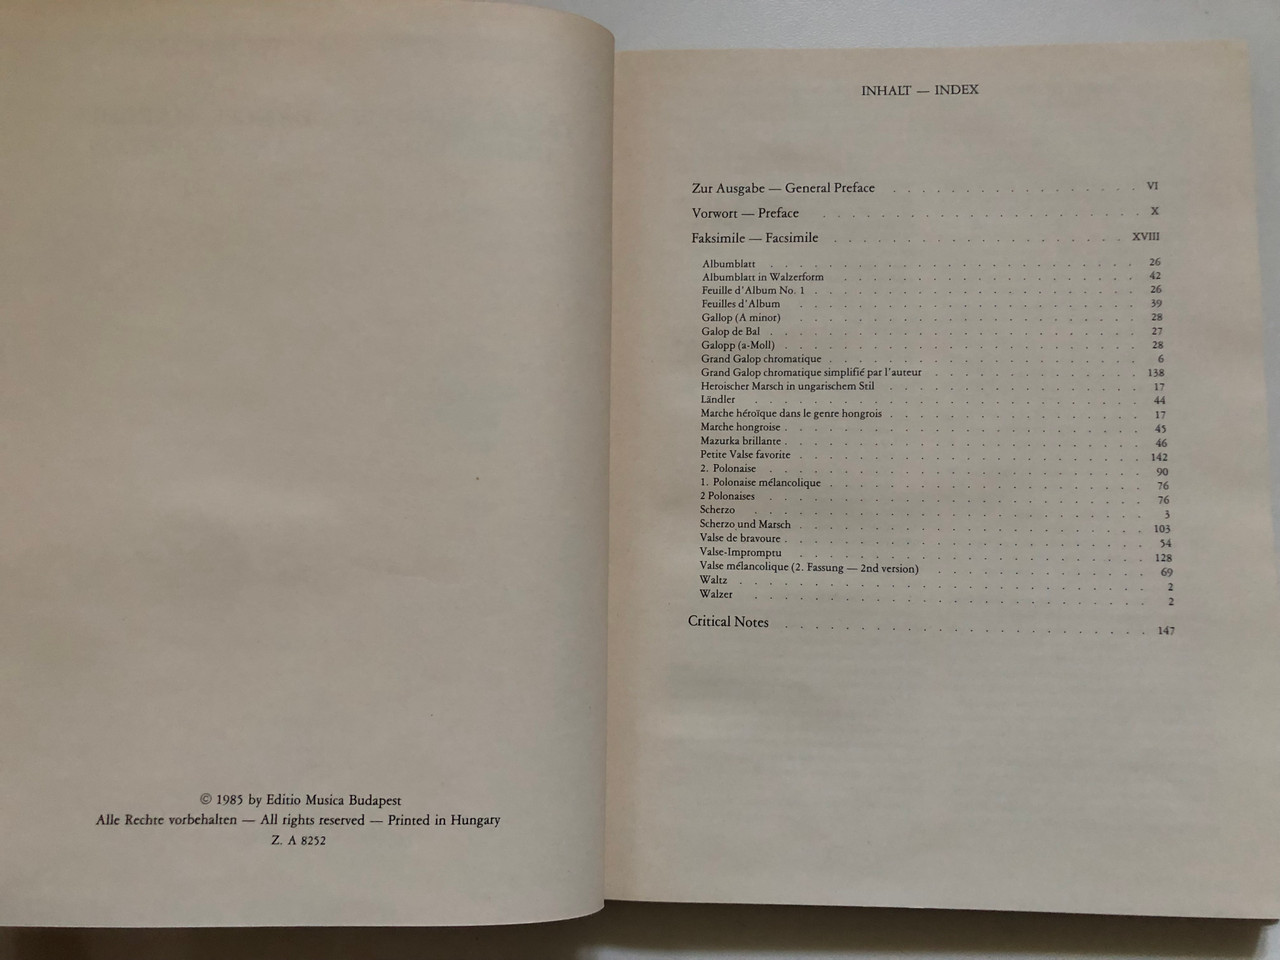 © 1985 by Editio Musica Budapest
Alle Rechte vorbehalten — All rights reserved — Printed in Hungary
Z. A 8252
INHALT — INDEX
Zur Ausgabe — General Preface . . . . . . . . . . . . . . . . VI
Vorwort — Preface . . . . . . . . . . . . . . . . . . . . X
Faksimile — Facsimile . . . . . . . . . . . . . . . . . XVIII
Albumblatt . . . . . . . . . . . . . . . . . . . . 26
Albumblatt in Walzerform . . . . . . . . . . . . . . . . 42
Feuille d'Album No. 1 . . . . . . . . . . . . . . . . . 26
Feuilles d'Album . . . . . . . . . . . . . . . . . . 39
Gallop (A minor) . . . . . . . . . . . . . . . . . . 28
Galop de Bal . . . . . . . . . . . . . . . . . . . 27
Galopp (a-Moll) . . . . . . . . . . . . . . . . . . 28
Grand Galop chromatique . . . . . . . . . . . . . . . . 6
Grand Galop chromatique simplifié par l'auteur . . . . . . . . . . 138
Heroischer Marsch in ungarischem Stil . . . . . . . . . . . . 17
Ländler . . . . . . . . . . . . . . . . . . . . 44
Marche héroïque dans le genre hongrois . . . . . . . . . . . . 17
Marche hongroise . . . . . . . . . . . . . . . . . . 45
Mazurka brillante . . . . . . . . . . . . . . . . . . 46
Petite Valse favorite . . . . . . . . . . . . . . . . . 142
2. Polonaise . . . . . . . . . . . . . . . . . . . 90
1. Polonaise mélancolique . . . . . . . . . . . . . . . . 76
2 Polonaises . . . . . . . . . . . . . . . . . . . 76
Scherzo . . . . . . . . . . . . . . . . . . . . 3
Scherzo und Marsch . . . . . . . . . . . . . . . . . 103
Valse de bravoure . . . . . . . . . . . . . . . . . . 54
Valse-Impromptu . . . . . . . . . . . . . . . . . . 128
Valse mélancolique (2. Fassung — 2nd version) . . . . . . . . . . 69
Waltz . . . . . . . . . . . . . . . . . . . . . 2
Walzer . . . . . . . . . . . . . . . . . . . . 2
Critical Notes . . . . . . . . . . . . . . . . . . . 147